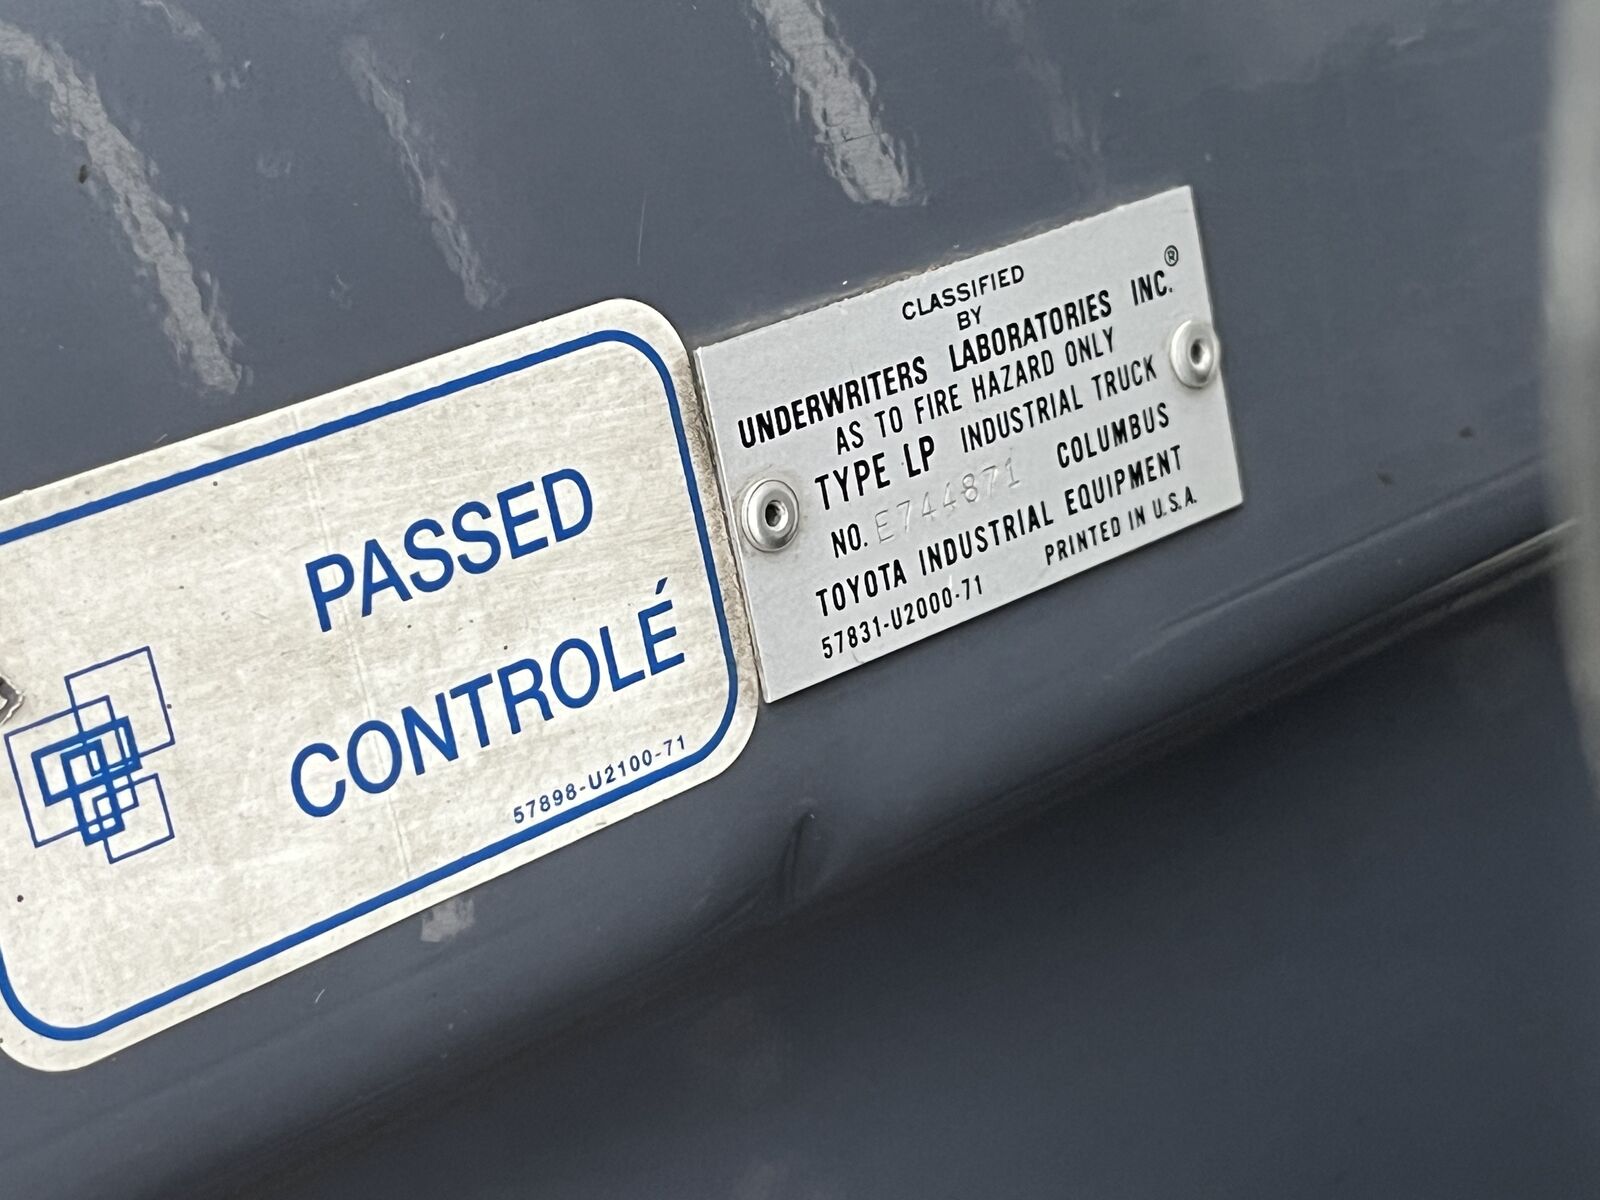 PASSED
CONTROLÉ
57898-U2100-71
CLASSIFIED
BY
UNDERWRITERS LABORATORIES INC.®
AS TO FIRE HAZARD ONLY
TYPE LP INDUSTRIAL TRUCK
NO. E744871 COLUMBUS
TOYOTA INDUSTRIAL EQUIPMENT
57831-U2000-71 PRINTED IN U.S.A.